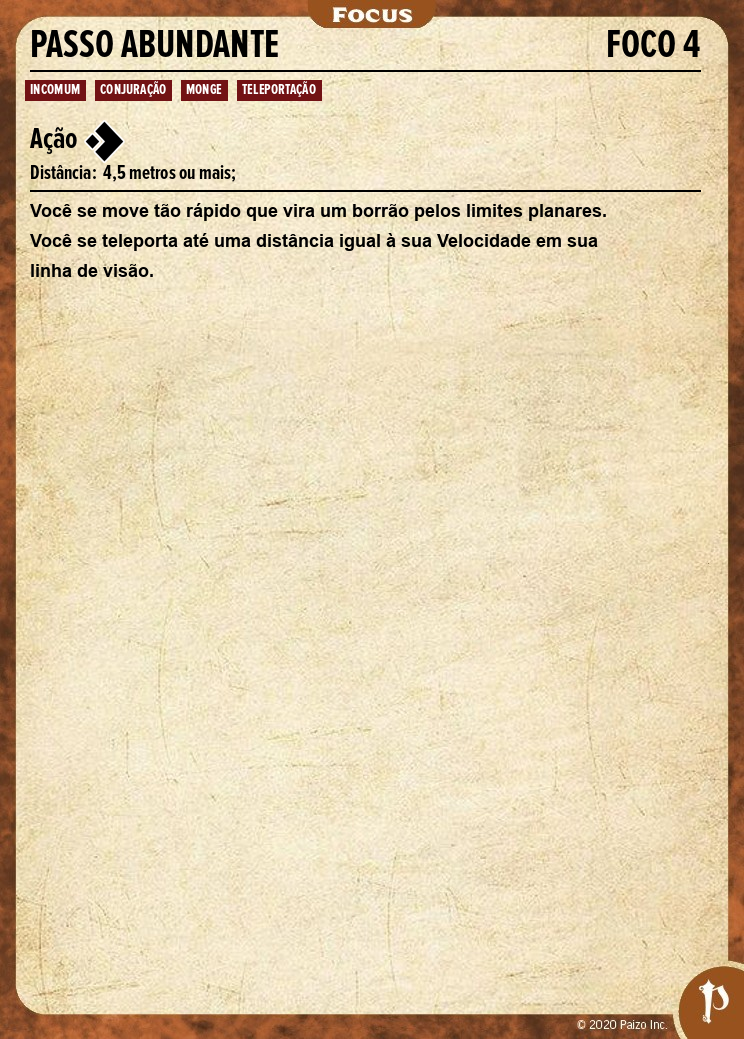 Focus
PASSO ABUNDANTE FOCO 4
INCOMUM CONJURAÇÃO MONGE TELEPORTAÇÃO
Ação
Distância: 4,5 metros ou mais;
Você se move tão rápido que vira um borrão pelos limites planares.
Você se teleporta até uma distância igual à sua Velocidade em sua
linha de visão.
© 2020 Paizo Inc.